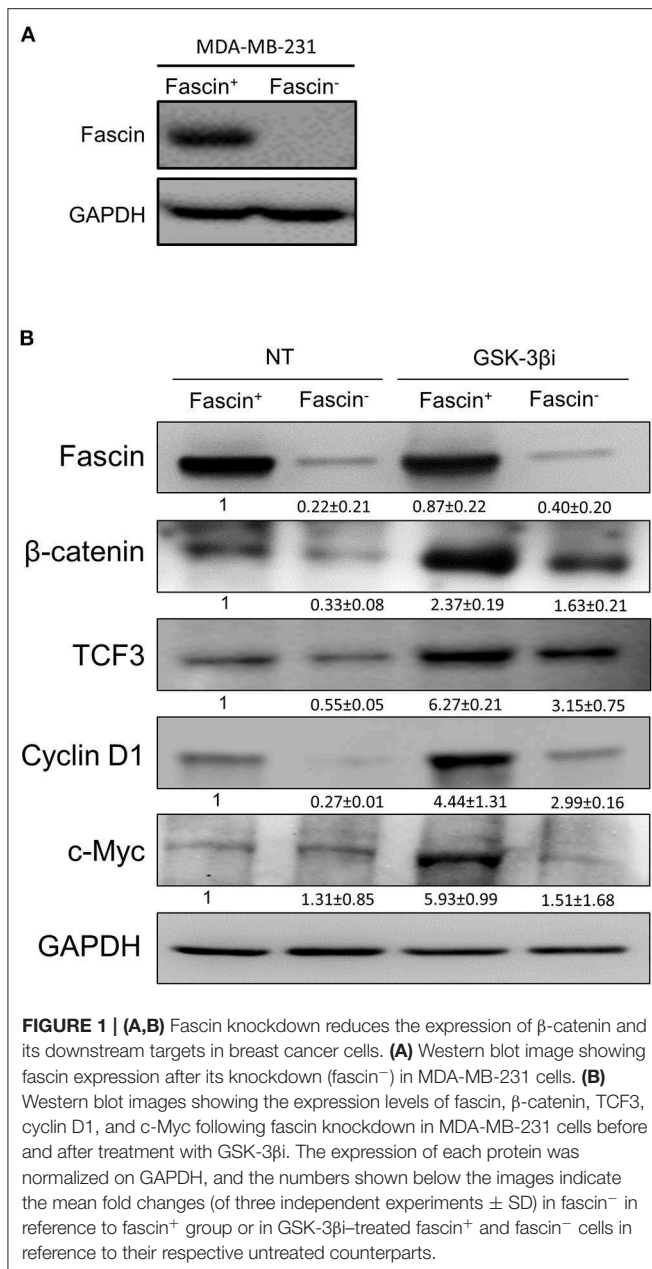 A
MDA-MB-231
Fascin⁺ Fascin⁻
Fascin
GAPDH
B
NT GSK-3βi
Fascin⁺ Fascin⁻ Fascin⁺ Fascin⁻
Fascin
1 0.22±0.21 0.87±0.22 0.40±0.20
β-catenin
1 0.33±0.08 2.37±0.19 1.63±0.21
TCF3
1 0.55±0.05 6.27±0.21 3.15±0.75
Cyclin D1
1 0.27±0.01 4.44±1.31 2.99±0.16
c-Myc
1 1.31±0.85 5.93±0.99 1.51±1.68
GAPDH
FIGURE 1 | (A,B) Fascin knockdown reduces the expression of β-catenin and
its downstream targets in breast cancer cells. (A) Western blot image showing
fascin expression after its knockdown (fascin⁻) in MDA-MB-231 cells. (B)
Western blot images showing the expression levels of fascin, β-catenin, TCF3,
cyclin D1, and c-Myc following fascin knockdown in MDA-MB-231 cells before
and after treatment with GSK-3βi. The expression of each protein was
normalized on GAPDH, and the numbers shown below the images indicate
the mean fold changes (of three independent experiments ± SD) in fascin⁻ in
reference to fascin⁺ group or in GSK-3βi–treated fascin⁺ and fascin⁻ cells in
reference to their respective untreated counterparts.